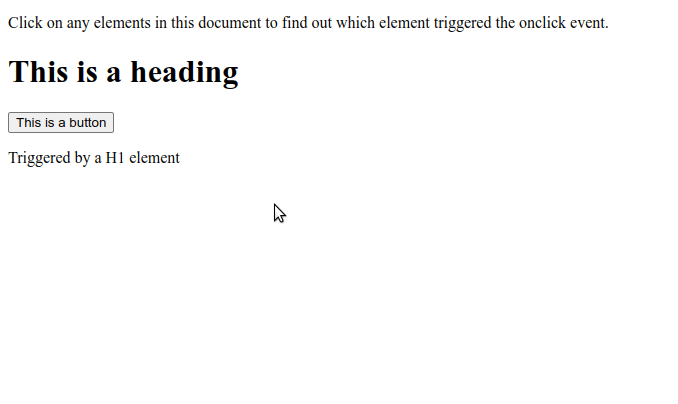 Click on any elements in this document to find out which element triggered the onclick event.
This is a heading
This is a button
Triggered by a H1 element